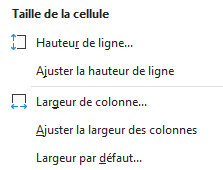 Taille de la cellule
Hauteur de ligne...
Ajuster la hauteur de ligne
Largeur de colonne...
Ajuster la largeur des colonnes
Largeur par défaut...